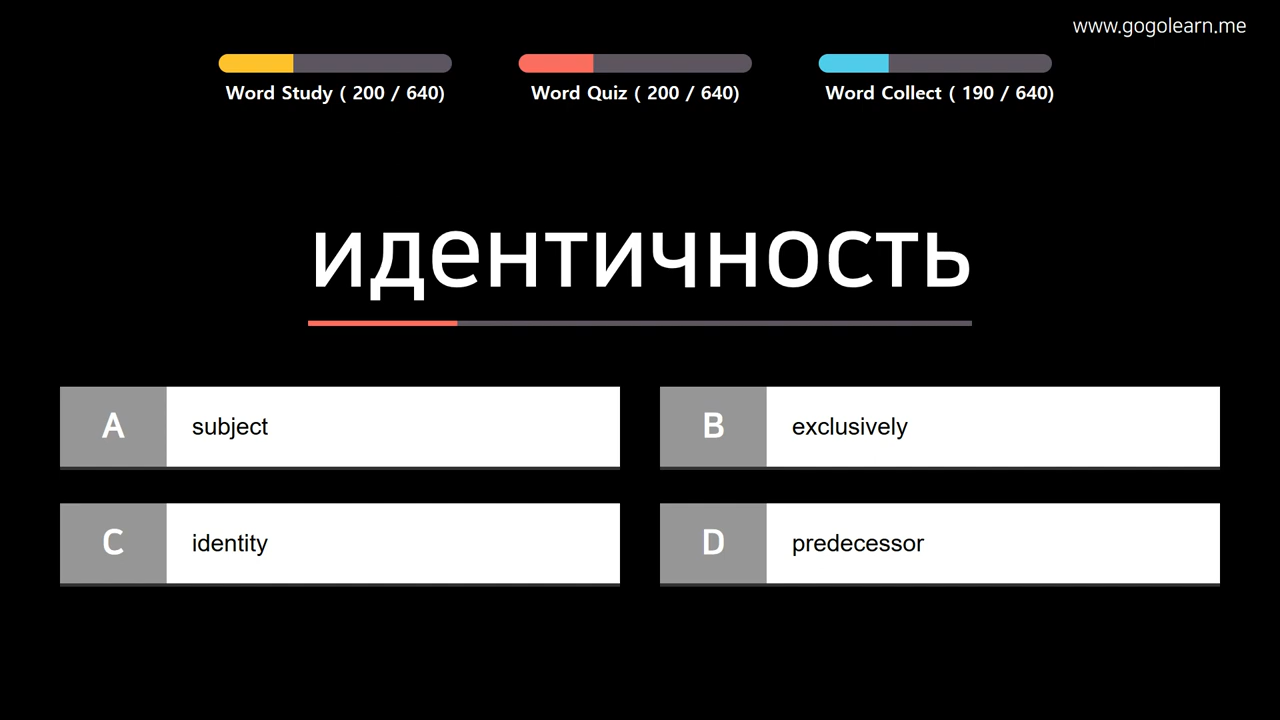 www.gogolearn.me
Word Study ( 200 / 640)
Word Quiz ( 200 / 640)
Word Collect ( 190 / 640)
идентичность
A subject
B exclusively
C identity
D predecessor